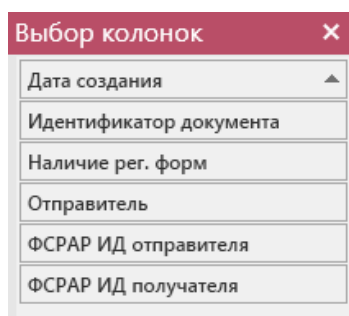 Выбор колонок
Дата создания
Идентификатор документа
Наличие рег. форм
Отправитель
ФСРАР ИД отправителя
ФСРАР ИД получателя